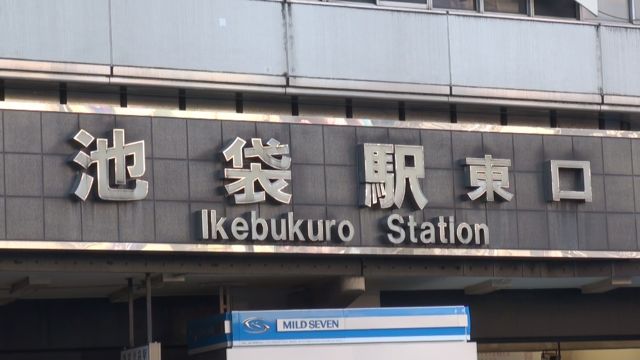 池袋駅東口
Ikebukuro Station
MILD SEVEN